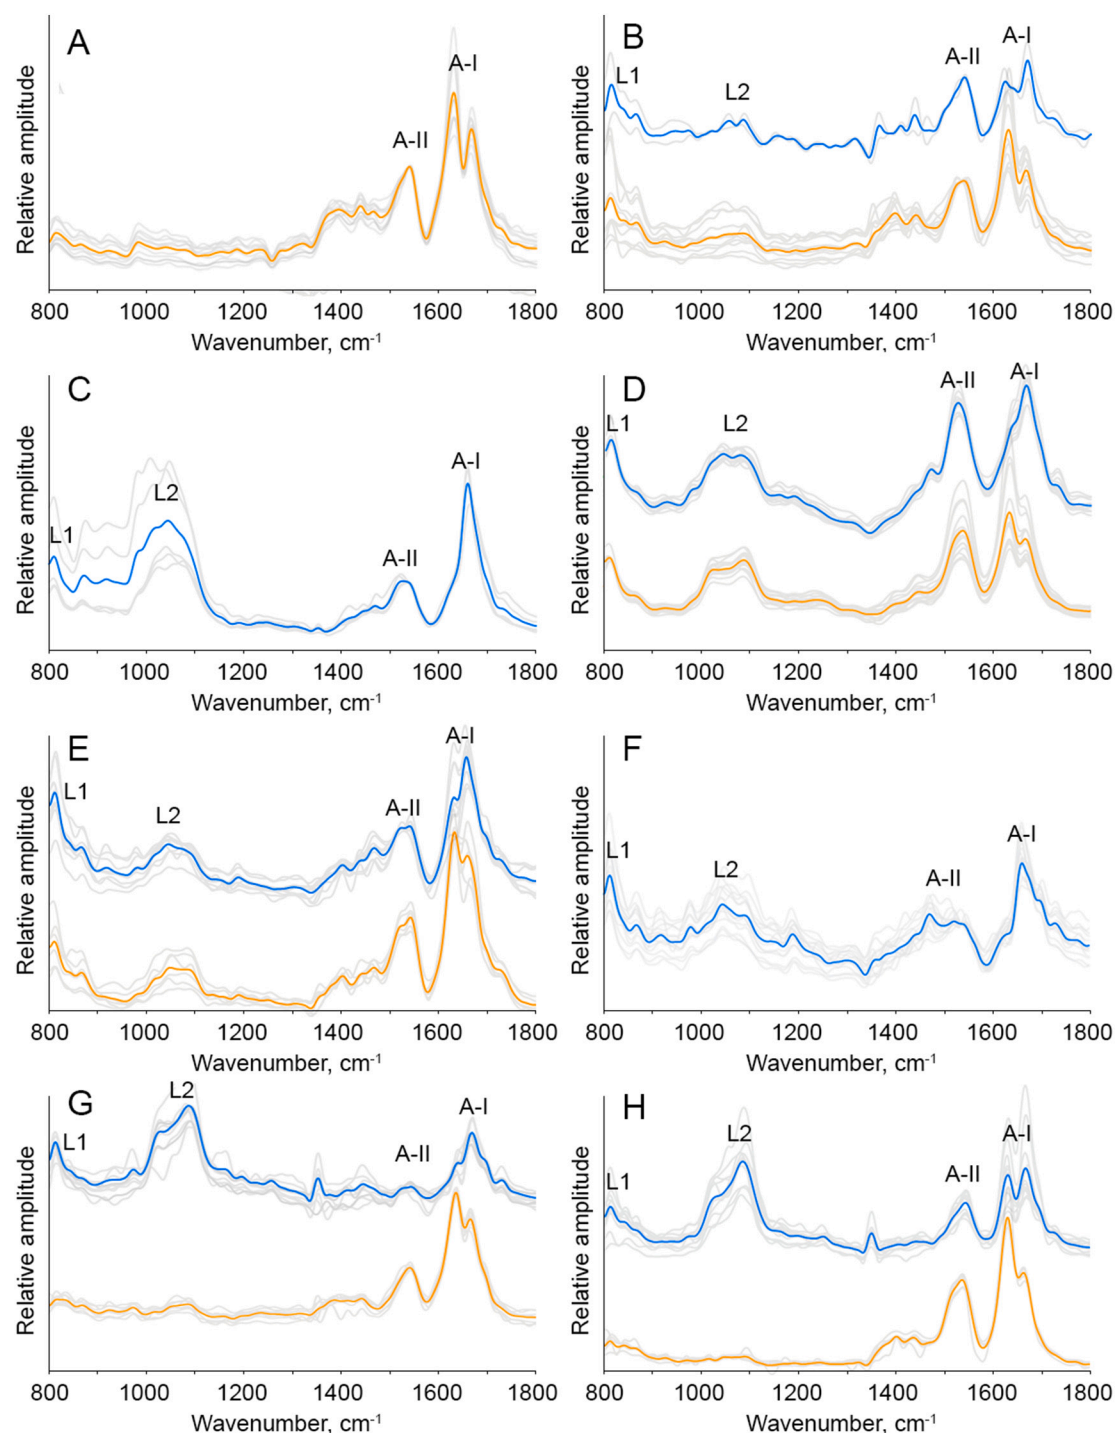 A
A-I
A-II
Relative amplitude
800 1000 1200 1400 1600 1800
Wavenumber, cm-1
B
A-I
A-II
L1
L2
Relative amplitude
800 1000 1200 1400 1600 1800
Wavenumber, cm-1
C
A-I
L2
L1
A-II
Relative amplitude
800 1000 1200 1400 1600 1800
Wavenumber, cm-1
D
A-I
A-II
L1
L2
Relative amplitude
800 1000 1200 1400 1600 1800
Wavenumber, cm-1
E
A-I
L1
L2
A-II
Relative amplitude
800 1000 1200 1400 1600 1800
Wavenumber, cm-1
F
A-I
L1
L2
A-II
Relative amplitude
800 1000 1200 1400 1600 1800
Wavenumber, cm-1
G
L2
A-I
L1
A-II
Relative amplitude
800 1000 1200 1400 1600 1800
Wavenumber, cm-1
H
L2
A-I
A-II
L1
Relative amplitude
800 1000 1200 1400 1600 1800
Wavenumber, cm-1